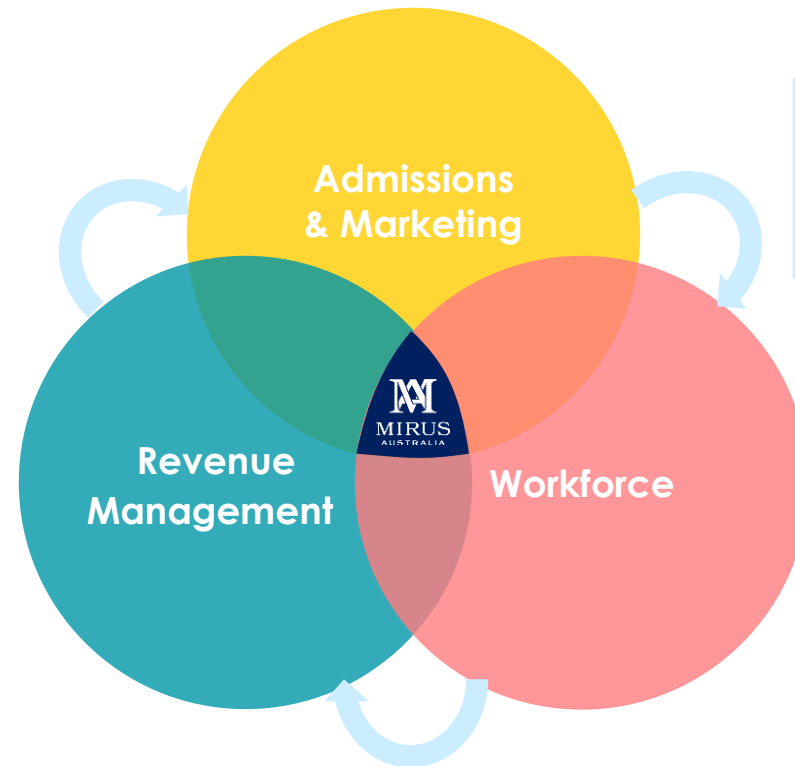 Admissions
& Marketing
MIRUS
AUSTRALIA
Revenue
Management
Workforce